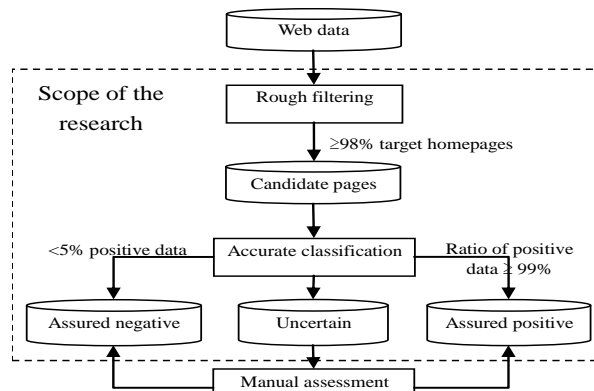 Web data
Scope of the
research
Rough filtering
≥98% target homepages
Candidate pages
<5% positive data
Accurate classification
Ratio of positive
data ≥ 99%
Assured negative
Uncertain
Assured positive
Manual assessment